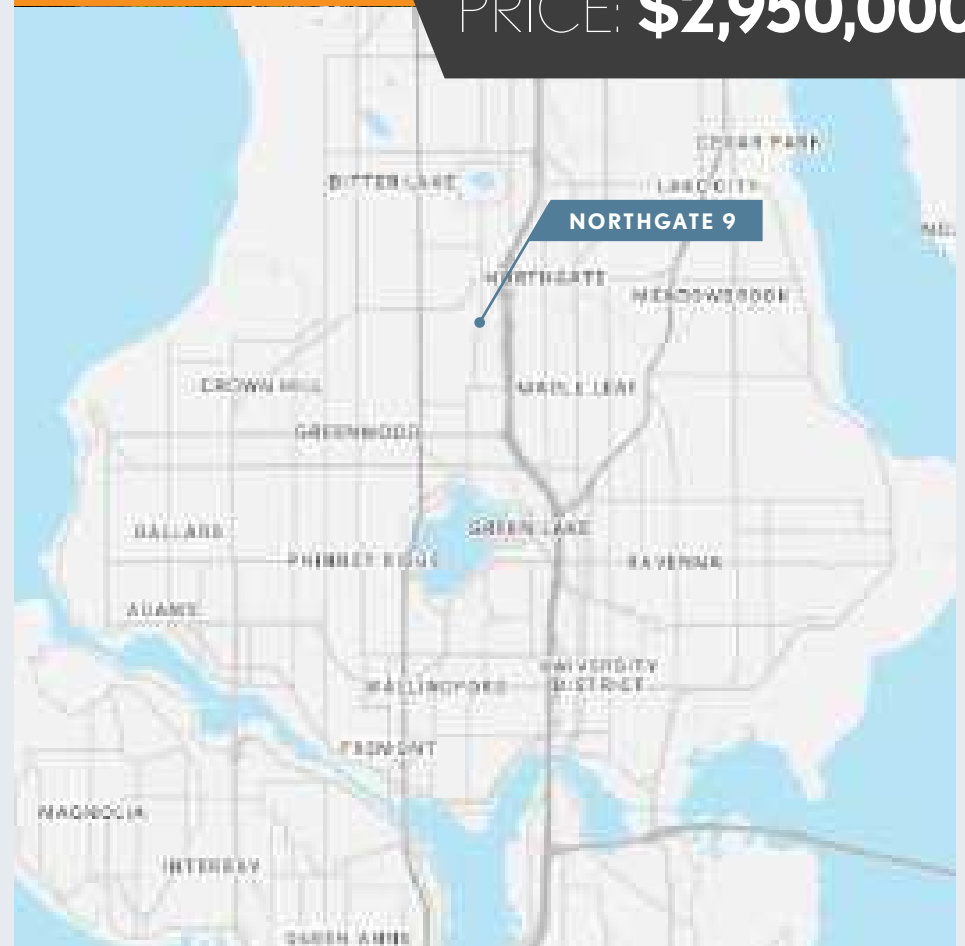 PRICE: $2,950,000
CEDAR PARK
BITTER LAKE
LAKE CITY
NORTHGATE 9
NORTHGATE
MEADOWBROOK
CROWN HILL
MAPLE LEAF
GREENWOOD
BALLARD
GREEN LAKE
PHINNEY RIDGE
RAVENNA
ADAMS
UNIVERSITY
DISTRICT
WALLINGFORD
FREMONT
MAGNOLIA
INTERBAY
QUEEN ANNE